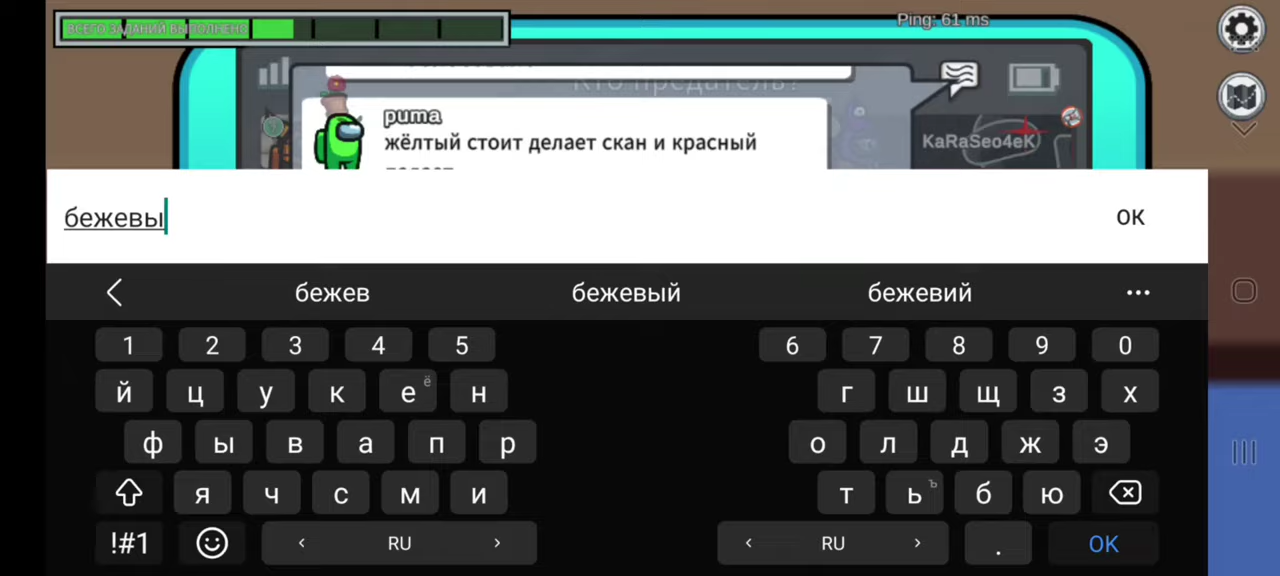 ВСЕГО ЗАДАНИЙ ВЫПОЛНЕНО
Ping: 61 ms
Кто предатель?
puma
жёлтый стоит делает скан и красный
KaRaSeo4eK
бежевы
ОК
бежев
бежевый
бежевий
1 2 3 4 5 6 7 8 9 0
й ц у к е ё н г ш щ з х
ф ы в а п р о л д ж э
я ч с м и т ь ъ б ю
!#1 < RU > < RU > . OK